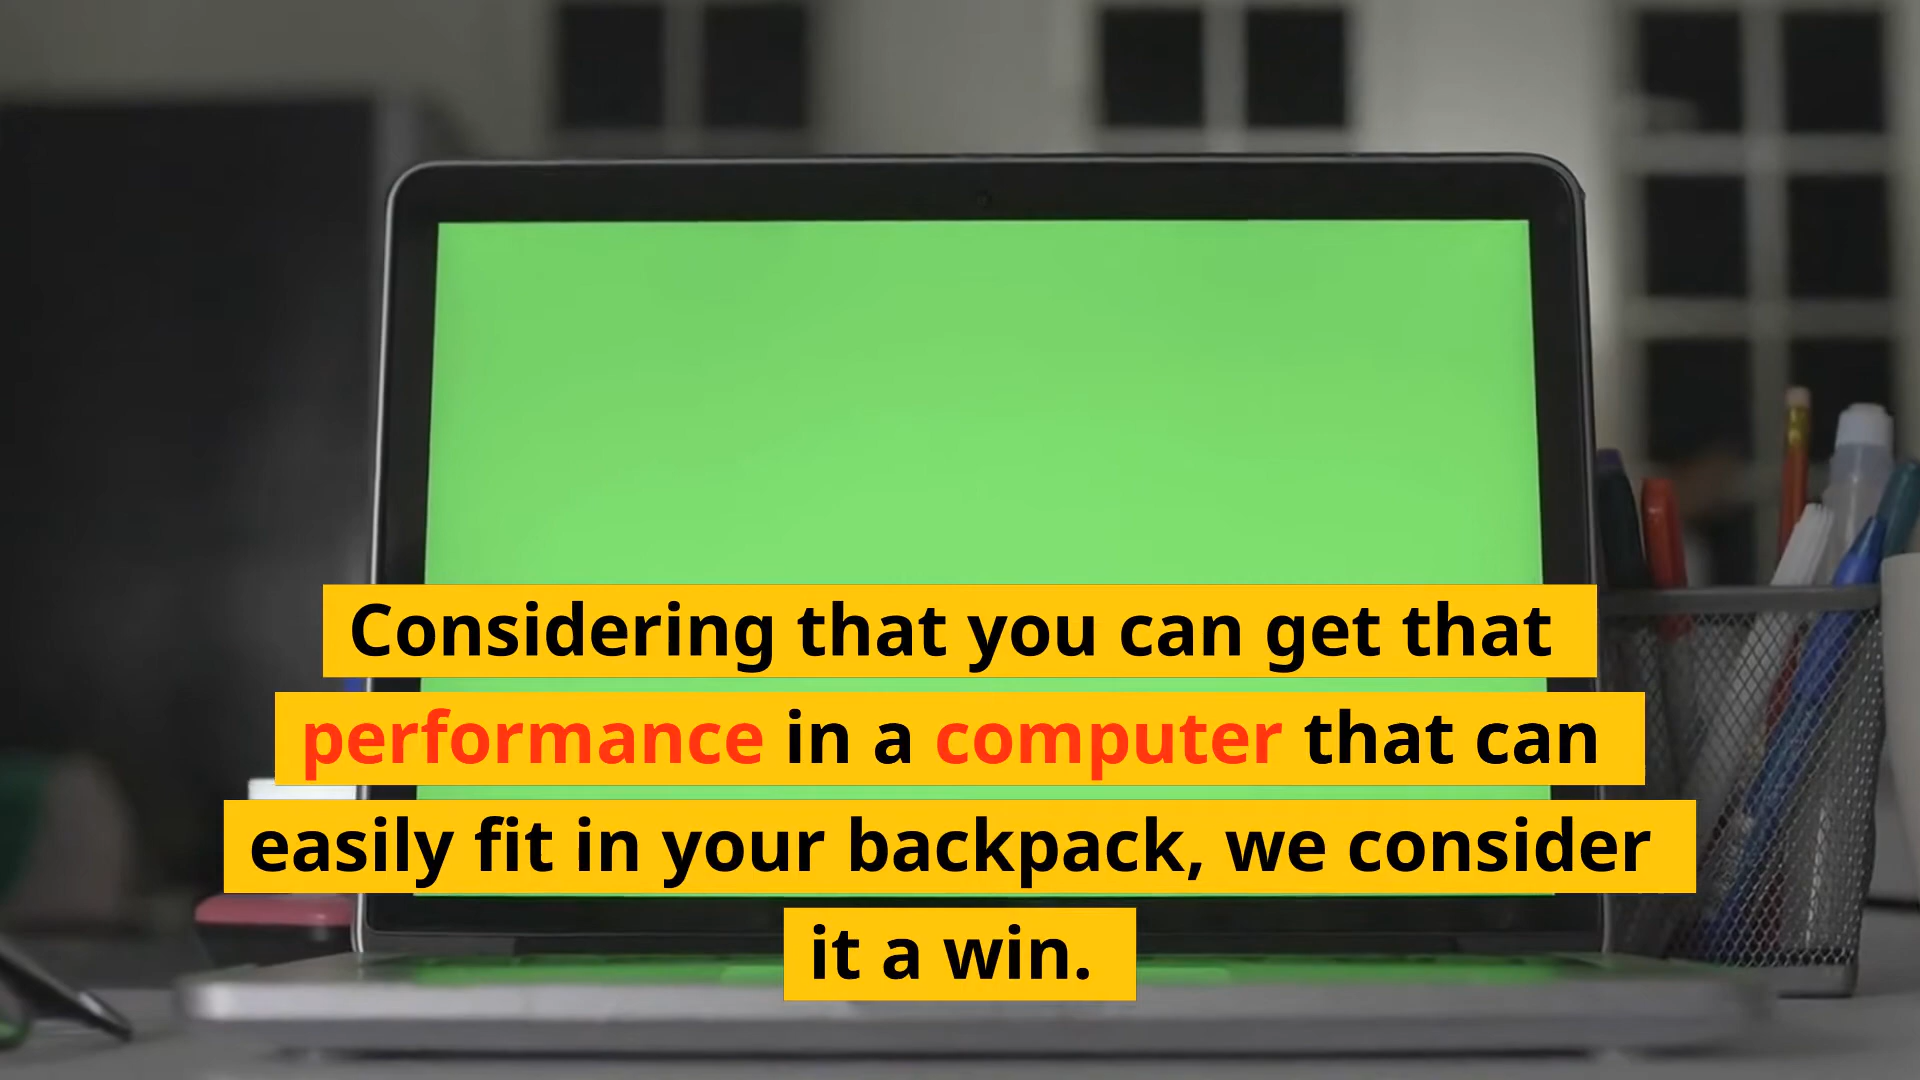 Considering that you can get that
performance in a computer that can
easily fit in your backpack, we consider
it a win.